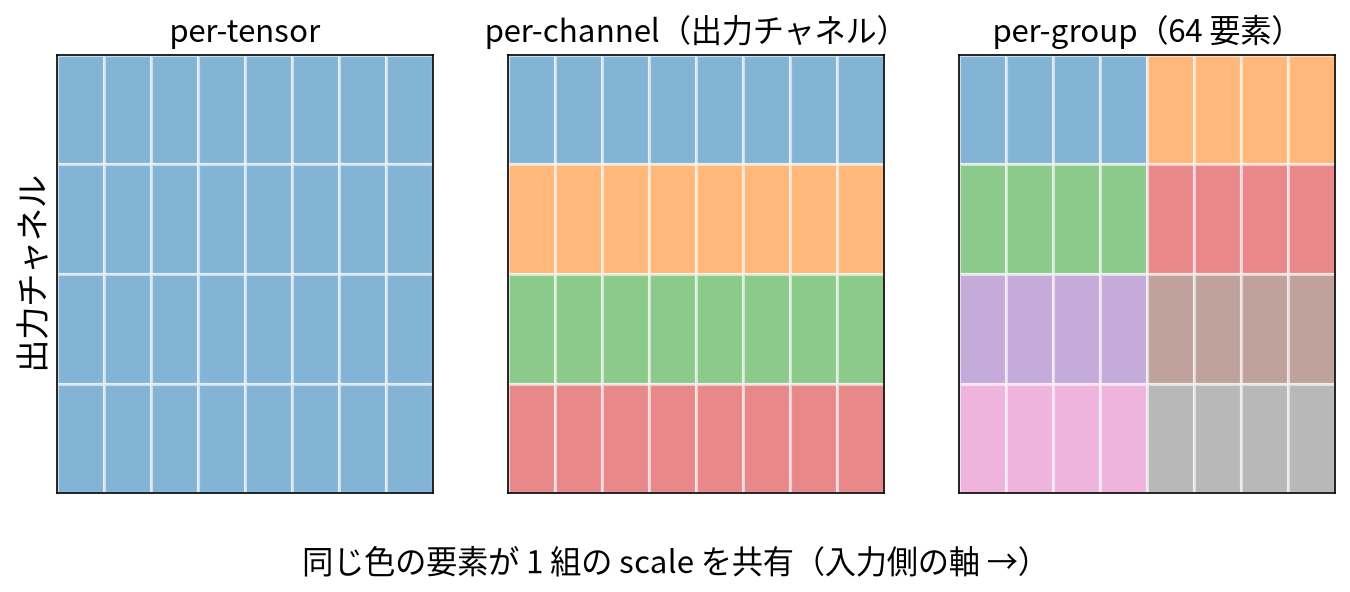 per-tensor
per-channel（出力チャネル）
per-group（64 要素）
出力チャネル
同じ色の要素が 1 組の scale を共有（入力側の軸 →）